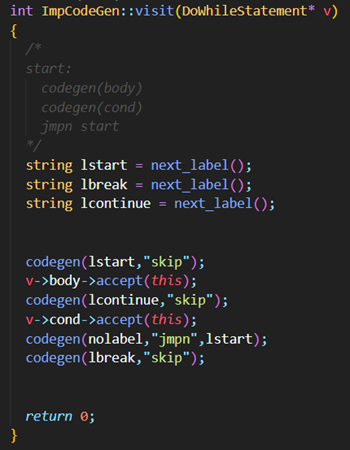 int ImpCodeGen::visit(DoWhileStatement* v)
{
/*
start:
codegen(body)
codegen(cond)
jmpn start
*/
string lstart = next_label();
string lbreak = next_label();
string lcontinue = next_label();
codegen(lstart,"skip");
v->body->accept(this);
codegen(lcontinue,"skip");
v->cond->accept(this);
codegen(nolabel,"jmpn",lstart);
codegen(lbreak,"skip");
return 0;
}